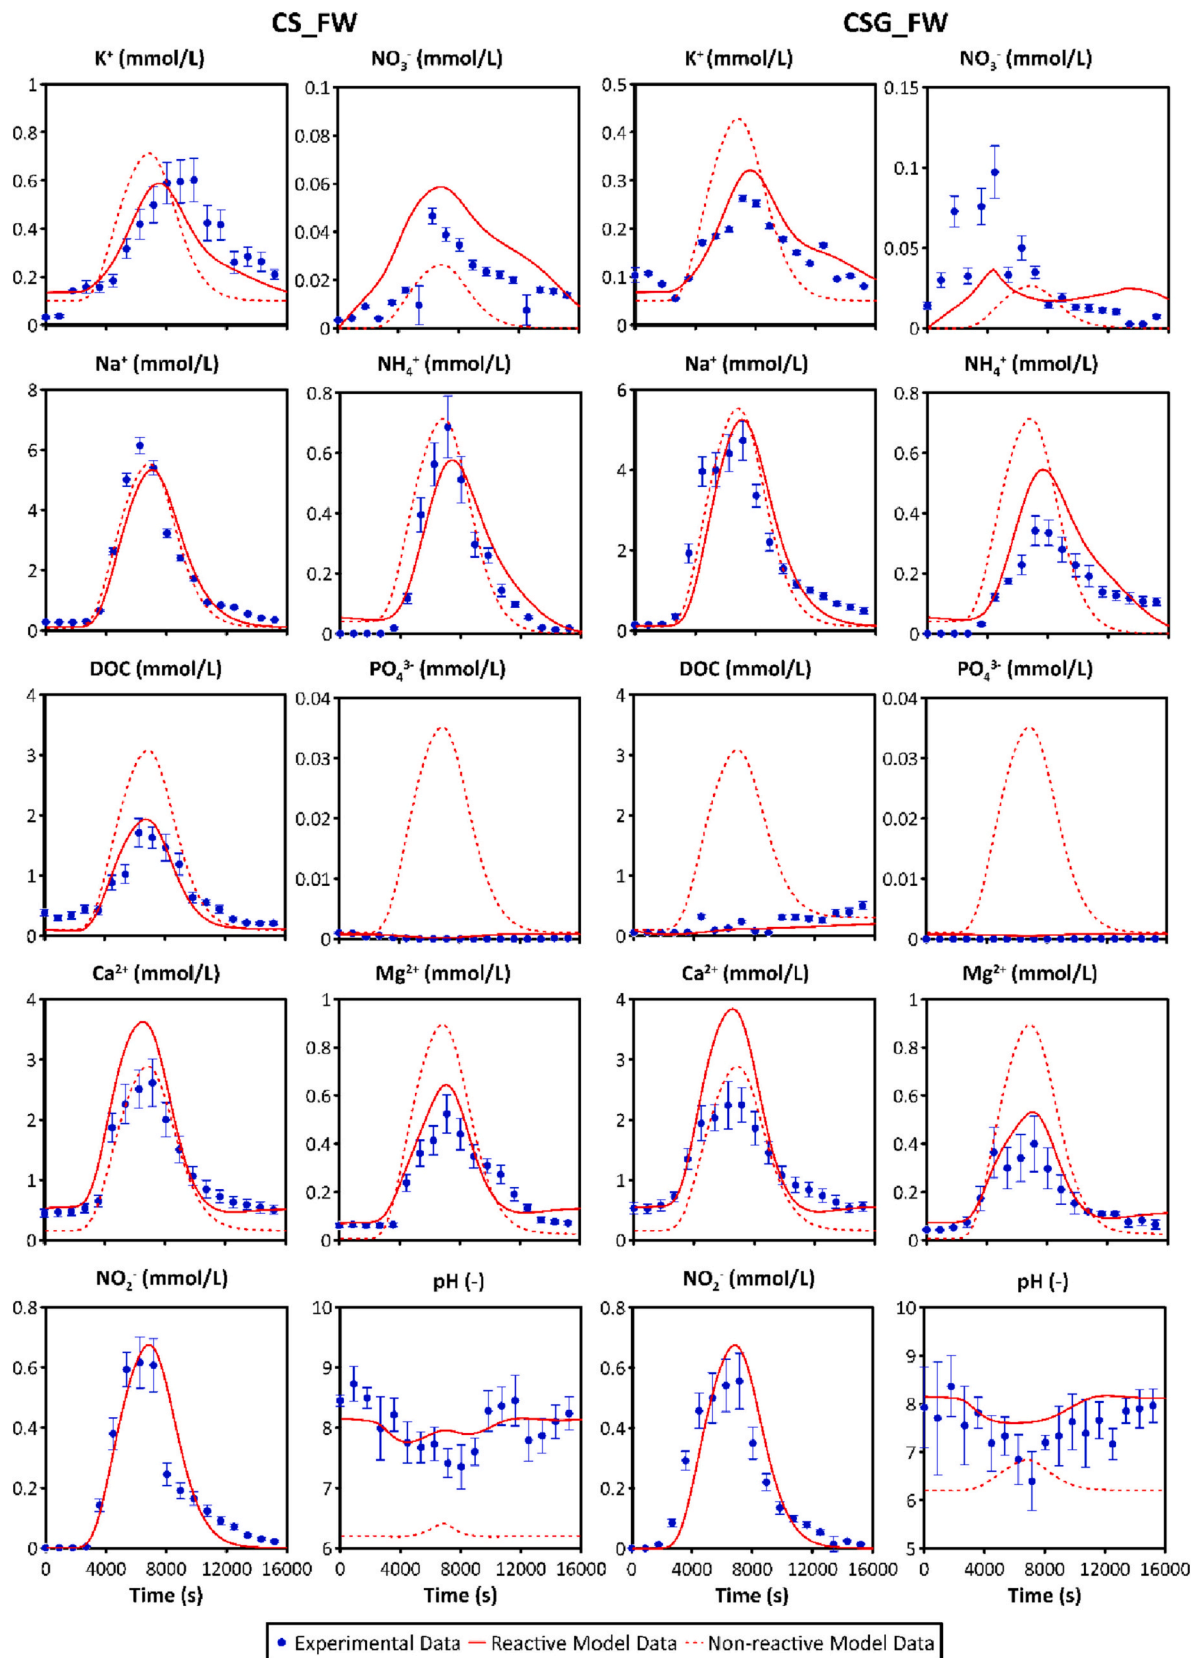 CS_FW CSG_FW
K⁺ (mmol/L) NO₃⁻ (mmol/L) K⁺ (mmol/L) NO₃⁻ (mmol/L)
1 0.1 0.5 0.15
0.8 0.08 0.4
0.6 0.06 0.3 0.1
0.4 0.04 0.2 0.05
0.2 0.02 0.1
0 0 0.0 0
Na⁺ (mmol/L) NH₄⁺ (mmol/L) Na⁺ (mmol/L) NH₄⁺ (mmol/L)
8 0.8 6 0.8
6 0.6 0.6
4 0.4 4 0.4
2 0.2 2 0.2
0 0 0 0
DOC (mmol/L) PO₄³⁻ (mmol/L) DOC (mmol/L) PO₄³⁻ (mmol/L)
4 0.04 4 0.04
3 0.03 3 0.03
2 0.02 2 0.02
1 0.01 1 0.01
0 0 0 0
Ca²⁺ (mmol/L) Mg²⁺ (mmol/L) Ca²⁺ (mmol/L) Mg²⁺ (mmol/L)
4 1 4 1
3 0.8 3 0.8
2 0.6 2 0.6
0.4 0.4
1 0.2 1 0.2
0 0 0 0
NO₂⁻ (mmol/L) pH (-) NO₂⁻ (mmol/L) pH (-)
0.8 10 0.8 10
0.6 9 0.6 9
0.4 8 0.4 8
7 7
0.2 6 0.2 6
0 5 0 5
0 4000 8000 12000 16000 0 4000 8000 12000 16000 0 4000 8000 12000 16000 0 4000 8000 12000 16000
Time (s) Time (s) Time (s) Time (s)
Experimental Data Reactive Model Data Non-reactive Model Data